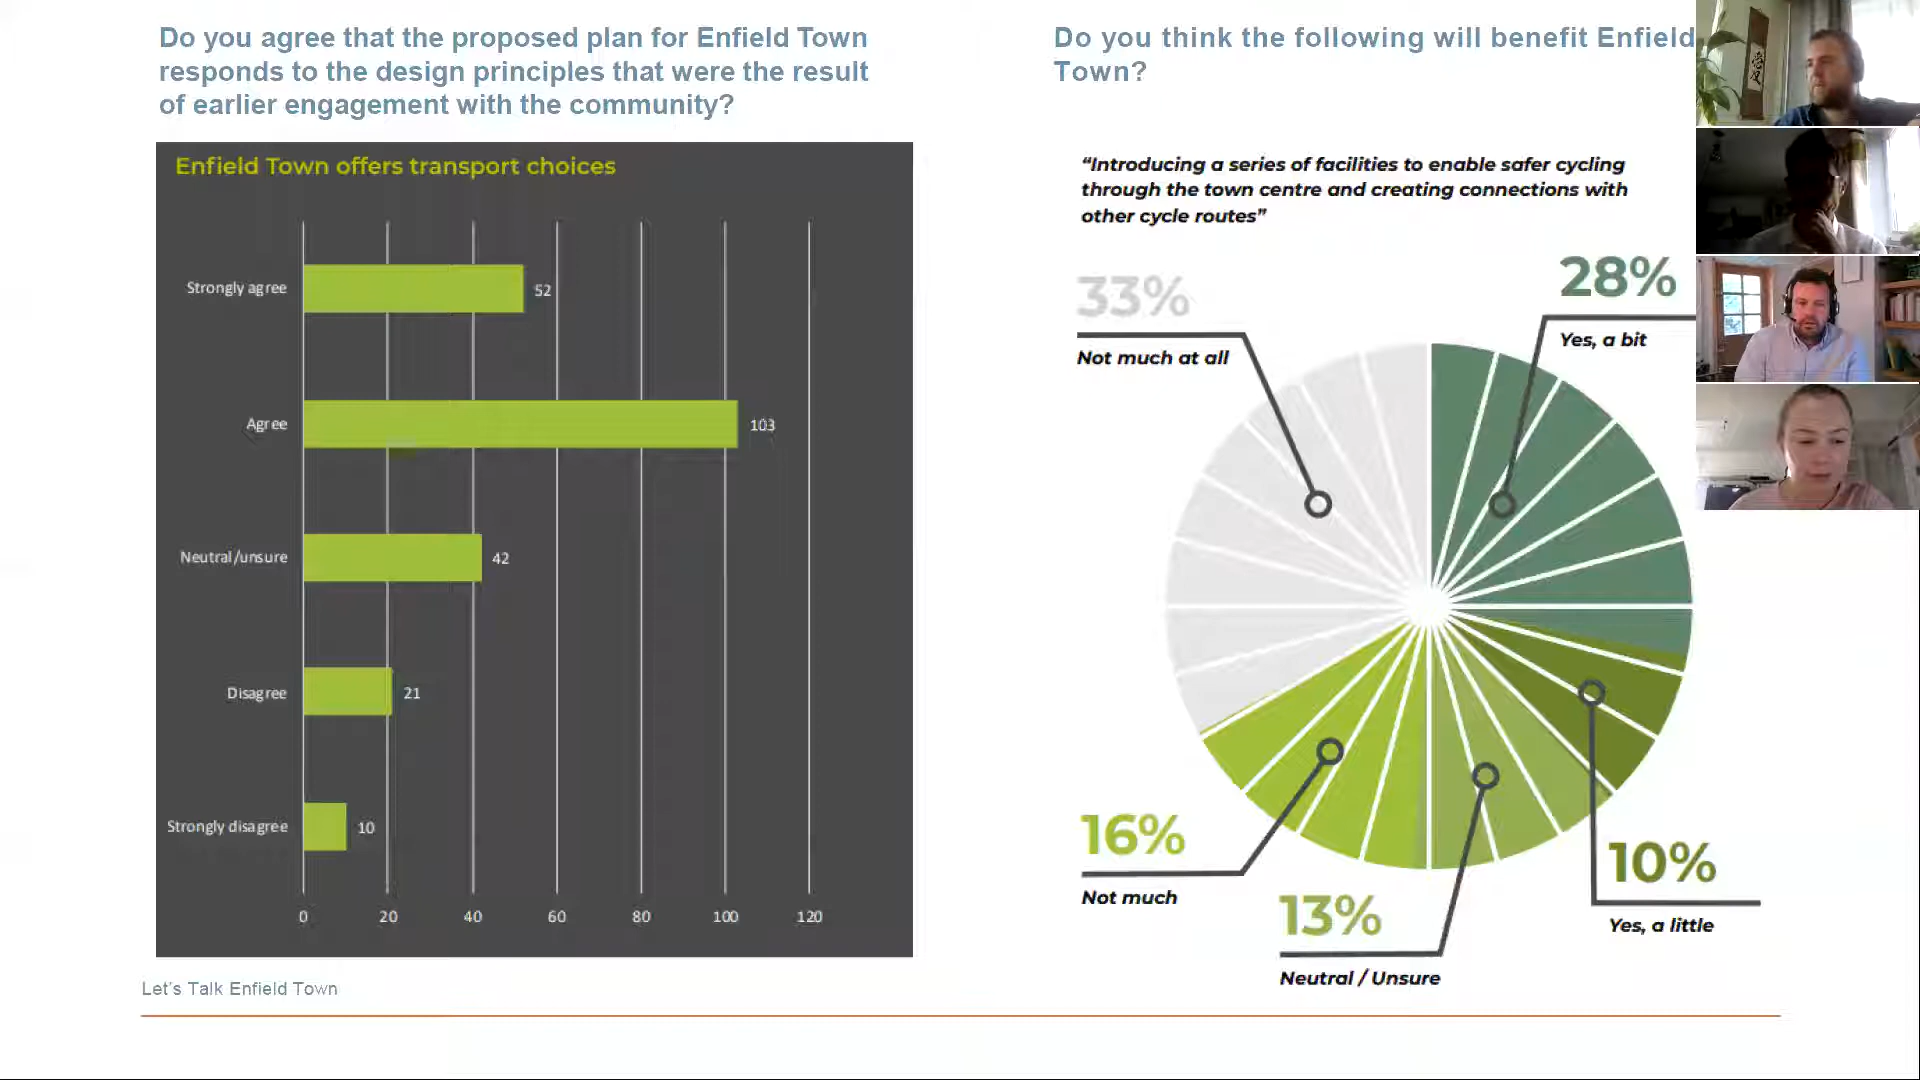 Do you agree that the proposed plan for Enfield Town
responds to the design principles that were the result
of earlier engagement with the community?
Enfield Town offers transport choices
Strongly agree
52
Agree
103
Neutral/unsure
42
Disagree
21
Strongly disagree
10
0 20 40 60 80 100 120
Let's Talk Enfield Town
Do you think the following will benefit Enfield
Town?
“Introducing a series of facilities to enable safer cycling
through the town centre and creating connections with
other cycle routes”
33%
Not much at all
28%
Yes, a bit
16%
Not much
13%
Neutral / Unsure
10%
Yes, a little